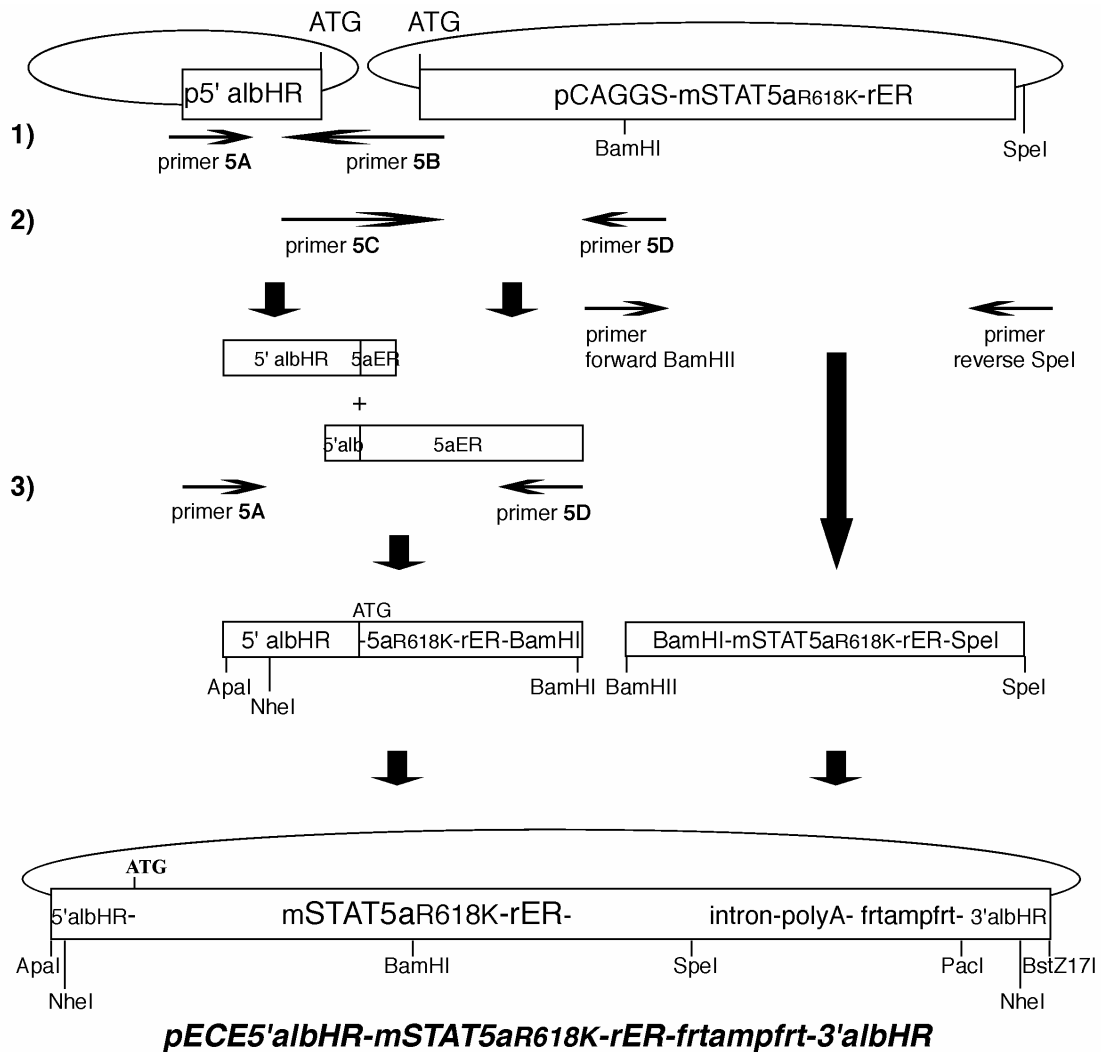 ATG ATG
p5' albHR pCAGGS-mSTAT5aR618K-rER
1)
BamHI SpeI
primer 5A primer 5B
2)
primer 5C primer 5D
primer forward BamHII
primer reverse SpeI
5' albHR 5aER
+
5'alb 5aER
3)
primer 5A primer 5D
ATG
5' albHR -5aR618K-rER-BamHI BamHI-mSTAT5aR618K-rER-SpeI
ApaI BamHI BamHII SpeI
NheI
ATG
5'albHR- mSTAT5aR618K-rER- intron-polyA- frtampfrt- 3'albHR
ApaI BamHI SpeI PacI BstZ17I
NheI NheI
pECE5'albHR-mSTAT5aR618K-rER-frtampfrt-3'albHR